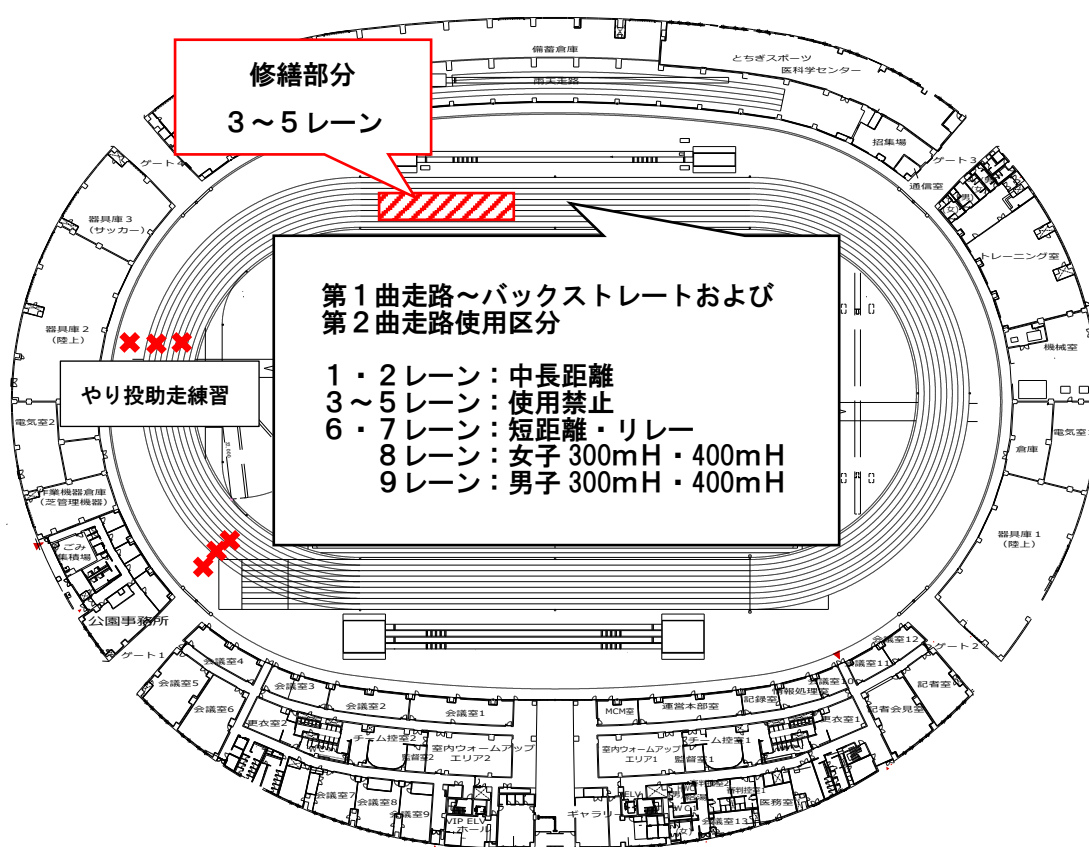 備蓄倉庫
とちぎスポーツ
医科学センター
雨天走路
修繕部分
3～5レーン
招集場
ゲート4
ゲート3
通信室
器具庫3
(サッカー)
トレーニング室
第1曲走路～バックストレートおよび
第2曲走路使用区分
1・2レーン：中長距離
3～5レーン：使用禁止
6・7レーン：短距離・リレー
8レーン：女子300mH・400mH
9レーン：男子300mH・400mH
器具庫2
(陸上)
機械室
やり投助走練習
電気室2
倉庫
電気室1
作業機器倉庫
(芝管理機器)
器具庫1
(陸上)
ごみ
集積場
公園事務所
ゲート1
ゲート2
会議室4
会議室5
会議室6
会議室3
会議室2
会議室1
MCM室
運営本部室
記録室
情報処理室
会議室10
会議室11
会議室12
記者室
記者会見室
更衣室2
チーム控室2
監督室2
室内ウォームアップ
エリア2
室内ウォームアップ
エリア1
チーム控室1
監督室1
更衣室1
会議室7
会議室8
会議室9
VIP ELV
ホール
ギャラリー
ELV
会議室13
医務室